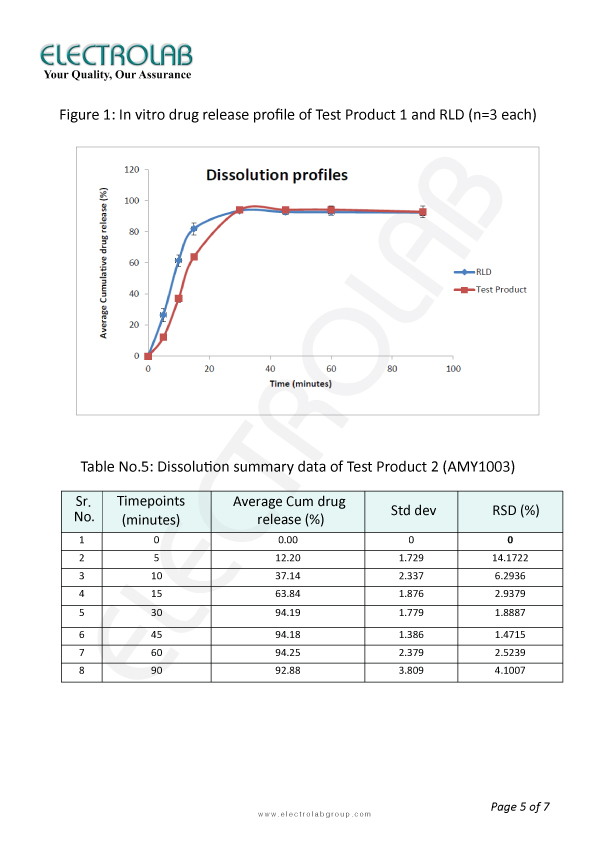 ELECTROLAB
Your Quality, Our Assurance
Figure 1: In vitro drug release profile of Test Product 1 and RLD (n=3 each)
Dissolution profiles
Average Cumulative drug release (%)
120
100
80
60
40
20
0
0 20 40 60 80 100
Time (minutes)
RLD
Test Product
Table No.5: Dissolution summary data of Test Product 2 (AMY1003)
Sr. No. Timepoints (minutes) Average Cum drug release (%) Std dev RSD (%)
1 0 0.00 0 0
2 5 12.20 1.729 14.1722
3 10 37.14 2.337 6.2936
4 15 63.84 1.876 2.9379
5 30 94.19 1.779 1.8887
6 45 94.18 1.386 1.4715
7 60 94.25 2.379 2.5239
8 90 92.88 3.809 4.1007
ELECTROLAB
Page 5 of 7
www.electrolabgroup.com